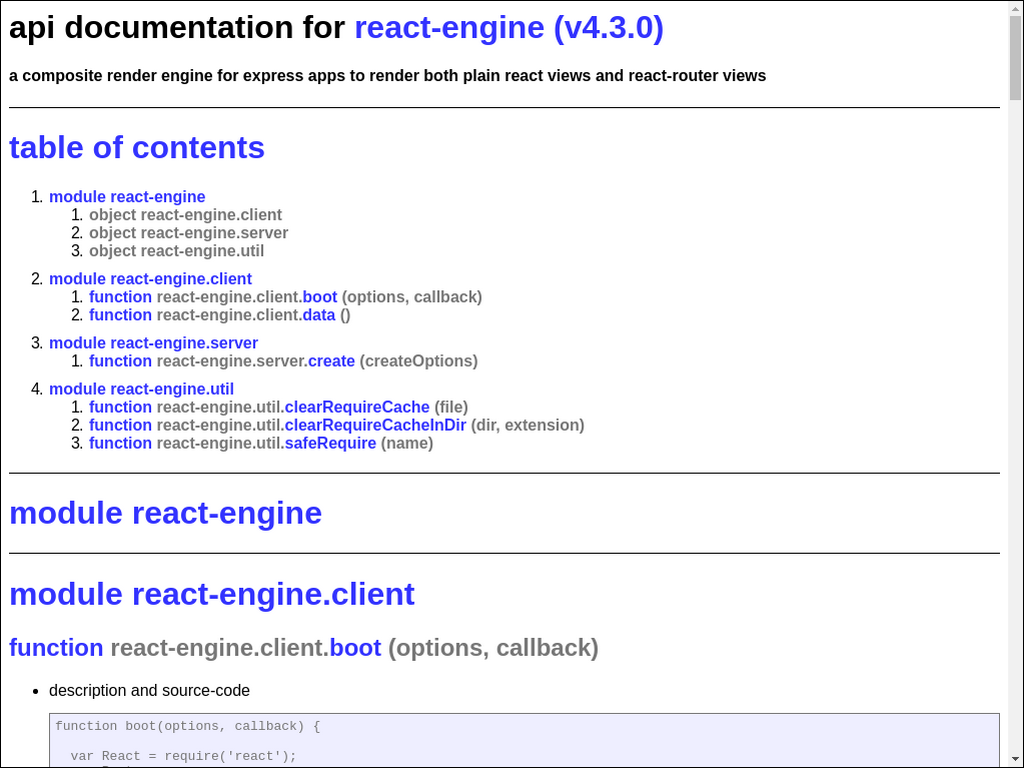 api documentation for react-engine (v4.3.0)
a composite render engine for express apps to render both plain react views and react-router views
table of contents
1. module react-engine
1. object react-engine.client
2. object react-engine.server
3. object react-engine.util
2. module react-engine.client
1. function react-engine.client.boot (options, callback)
2. function react-engine.client.data ()
3. module react-engine.server
1. function react-engine.server.create (createOptions)
4. module react-engine.util
1. function react-engine.util.clearRequireCache (file)
2. function react-engine.util.clearRequireCacheInDir (dir, extension)
3. function react-engine.util.safeRequire (name)
module react-engine
module react-engine.client
function react-engine.client.boot (options, callback)
• description and source-code
function boot(options, callback) {
var React = require('react');